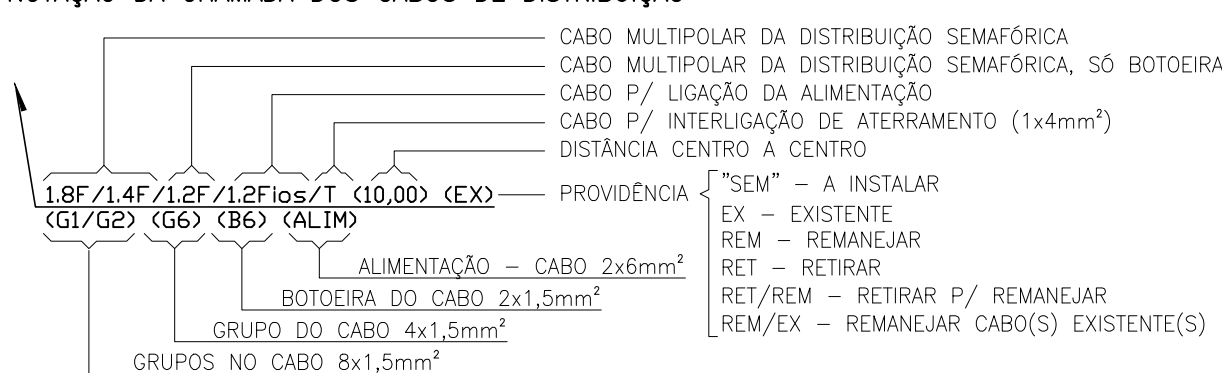 NOTAÇÃO DA CHAMADA DOS CABOS DE DISTRIBUIÇÃO
CABO MULTIPOLAR DA DISTRIBUIÇÃO SEMAFÓRICA
CABO MULTIPOLAR DA DISTRIBUIÇÃO SEMAFÓRICA, SÓ BOTOEIRA
CABO P/ LIGAÇÃO DA ALIMENTAÇÃO
CABO P/ INTERLIGAÇÃO DE ATERRAMENTO (1x4mm²)
DISTÂNCIA CENTRO A CENTRO
1.8F/1.4F/1.2F/1.2Fios/T (10,00) (EX)
(G1/G2) (G6) (B6) (ALIM)
PROVIDÊNCIA
"SEM" – A INSTALAR
EX – EXISTENTE
REM – REMANEJAR
RET – RETIRAR
RET/REM – RETIRAR P/ REMANEJAR
REM/EX – REMANEJAR CABO(S) EXISTENTE(S)
ALIMENTAÇÃO – CABO 2x6mm²
BOTOEIRA DO CABO 2x1,5mm²
GRUPO DO CABO 4x1,5mm²
GRUPOS NO CABO 8x1,5mm²